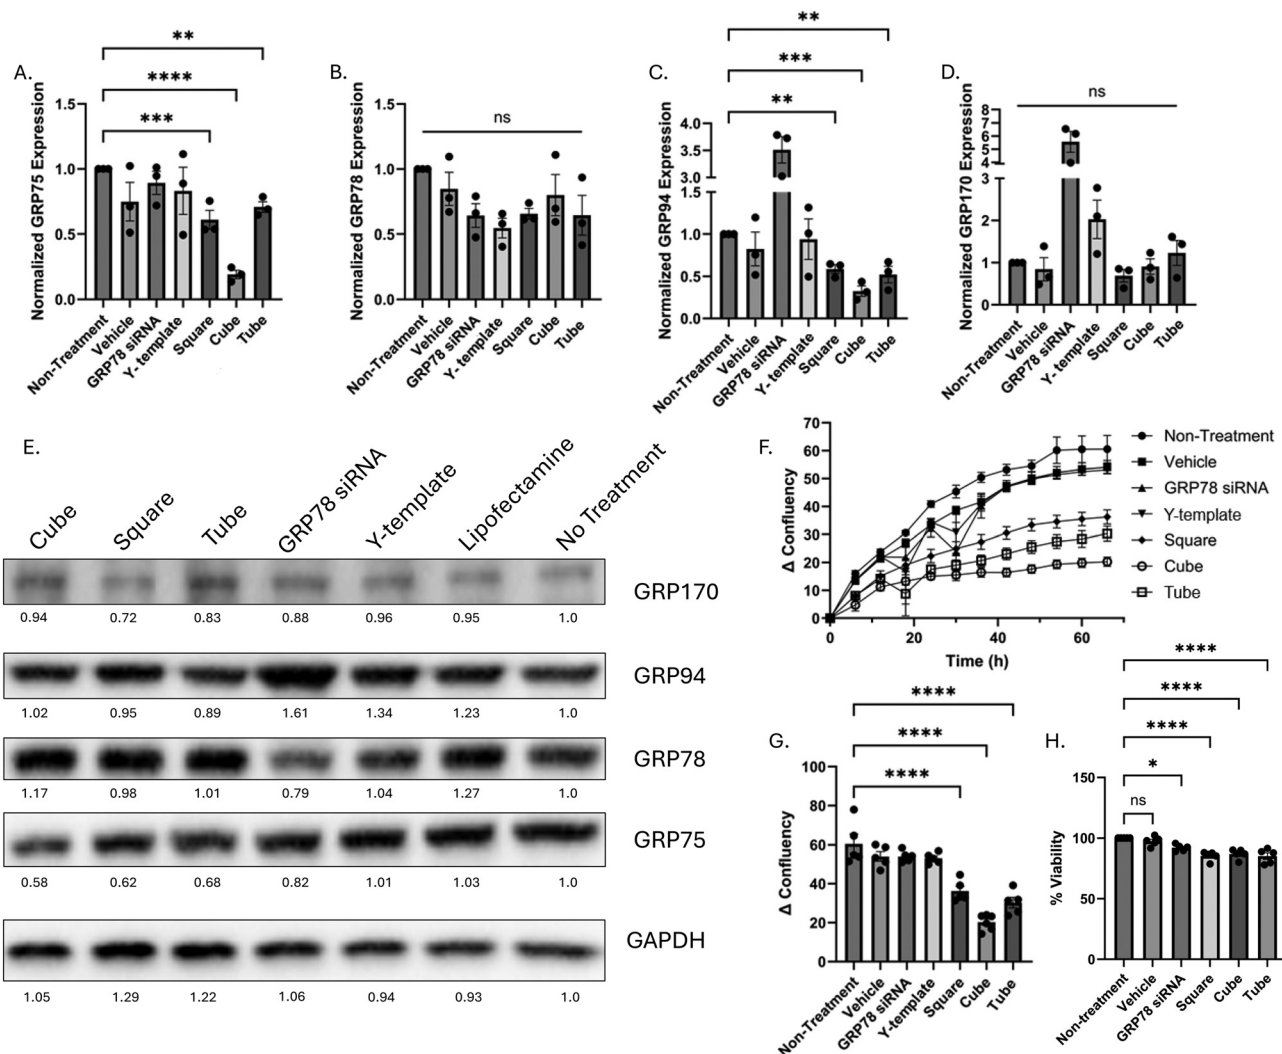 A.
**
****
***
Normalized GRP75 Expression
1.5
1.0
0.5
0.0
Non-Treatment
Vehicle
GRP78 siRNA
Y-template
Square
Cube
Tube
B.
ns
Normalized GRP78 Expression
1.5
1.0
0.5
0.0
Non-Treatment
Vehicle
GRP78 siRNA
Y-template
Square
Cube
Tube
C.
**
***
**
Normalized GRP94 Expression
4.0
3.5
3.0
1.5
1.0
0.5
0.0
Non-Treatment
Vehicle
GRP78 siRNA
Y- template
Square
Cube
Tube
D.
ns
Normalized GRP170 Expression
8
7
6
5
4
3
2
1
0
Non-Treatment
Vehicle
GRP78 siRNA
Y- template
Square
Cube
Tube
E.
Cube
Square
Tube
GRP78 siRNA
Y-template
Lipofectamine
No Treatment
GRP170
0.94 0.72 0.83 0.88 0.96 0.95 1.0
GRP94
1.02 0.95 0.89 1.61 1.34 1.23 1.0
GRP78
1.17 0.98 1.01 0.79 1.04 1.27 1.0
GRP75
0.58 0.62 0.68 0.82 1.01 1.03 1.0
GAPDH
1.05 1.29 1.22 1.06 0.94 0.93 1.0
F.
Δ Confluency
70
60
50
40
30
20
10
0
0 20 40 60
Time (h)
Non-Treatment
Vehicle
GRP78 siRNA
Y-template
Square
Cube
Tube
G.
****
****
****
Δ Confluency
100
80
60
40
20
0
Non-Treatment
Vehicle
GRP78 siRNA
Y-template
Square
Cube
Tube
H.
****
****
****
*
ns
% Viability
150
100
50
0
Non-treatment
Vehicle
GRP78 siRNA
Square
Cube
Tube